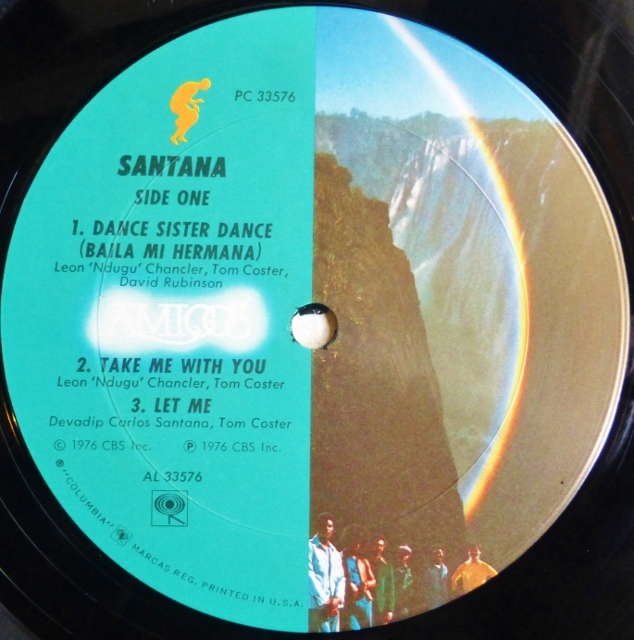 PC 33576
SANTANA
SIDE ONE
1. DANCE SISTER DANCE
(BAILA MI HERMANA)
Leon 'Ndugu' Chancler, Tom Coster,
David Rubinson
AMIGOS
2. TAKE ME WITH YOU
Leon 'Ndugu' Chancler, Tom Coster
3. LET ME
Devadip Carlos Santana, Tom Coster
© 1976 CBS Inc. ℗ 1976 CBS Inc.
AL 33576
® "COLUMBIA" MARCAS REG. PRINTED IN U.S.A.